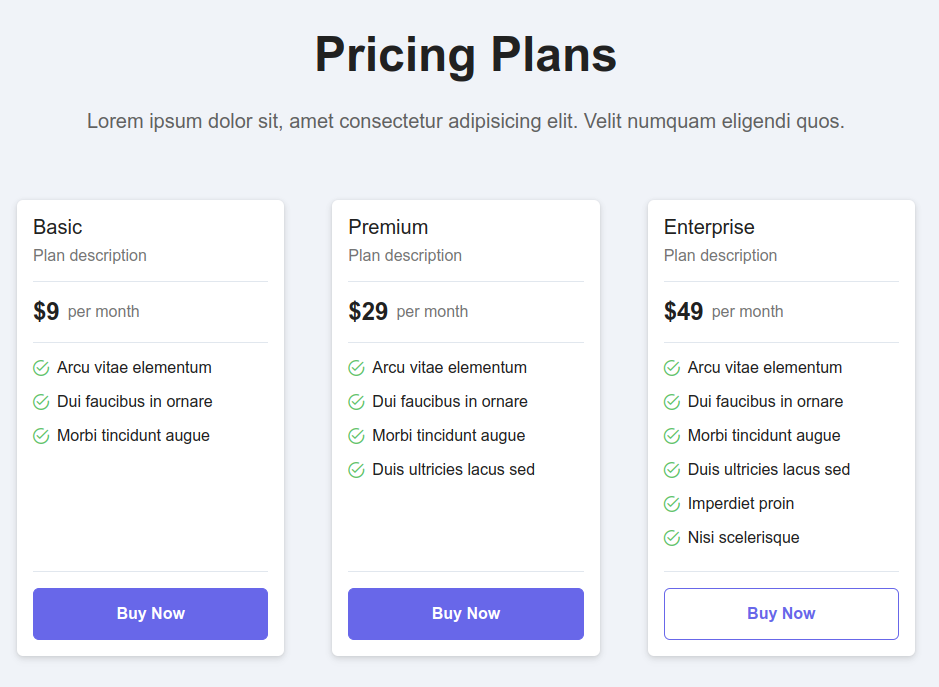 Pricing Plans
Lorem ipsum dolor sit, amet consectetur adipisicing elit. Velit numquam eligendi quos.
Basic
Plan description
$9 per month
Arcu vitae elementum
Dui faucibus in ornare
Morbi tincidunt augue
Buy Now
Premium
Plan description
$29 per month
Arcu vitae elementum
Dui faucibus in ornare
Morbi tincidunt augue
Duis ultricies lacus sed
Buy Now
Enterprise
Plan description
$49 per month
Arcu vitae elementum
Dui faucibus in ornare
Morbi tincidunt augue
Duis ultricies lacus sed
Imperdiet proin
Nisi scelerisque
Buy Now